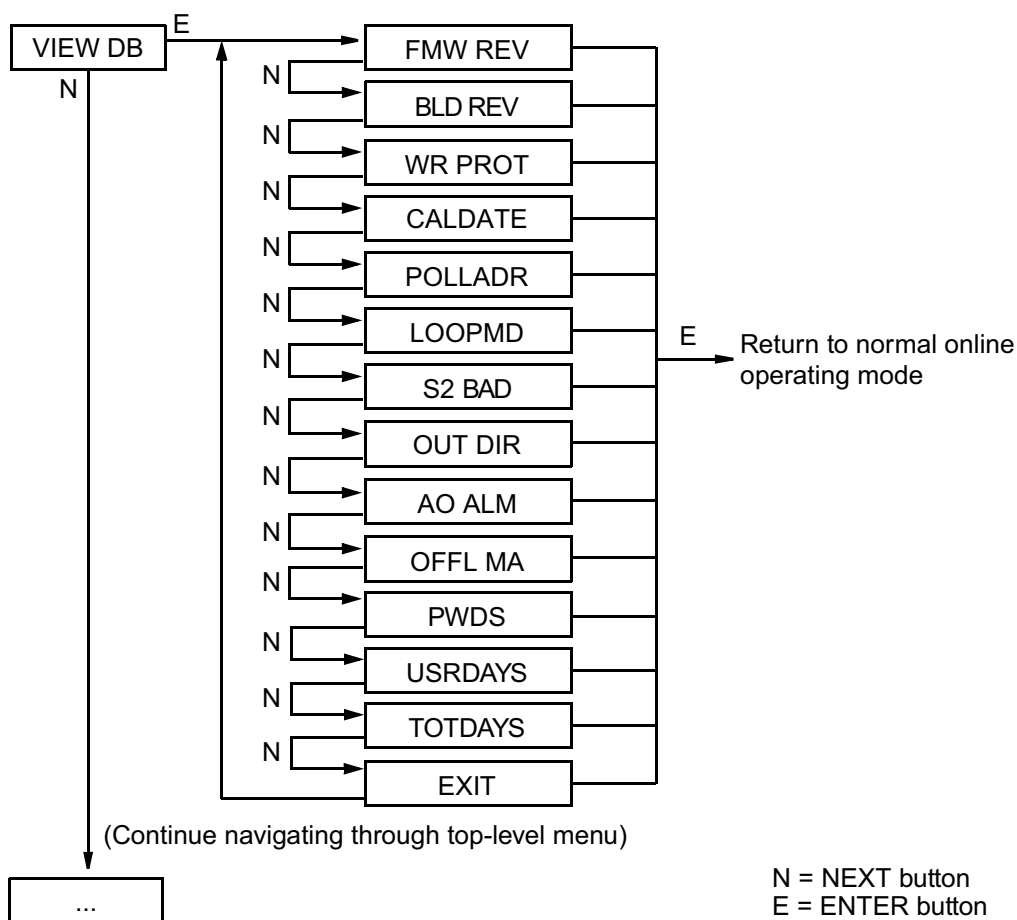 VIEW DB
E
N
FMW REV
N
BLD REV
N
WR PROT
N
CALDATE
N
POLLADR
N
LOOPMD
N
S2 BAD
N
OUT DIR
N
AO ALM
N
OFFL MA
N
PWDS
N
USRDAYS
N
TOTDAYS
N
EXIT
E
Return to normal online
operating mode
(Continue navigating through top-level menu)
...
N = NEXT button
E = ENTER button